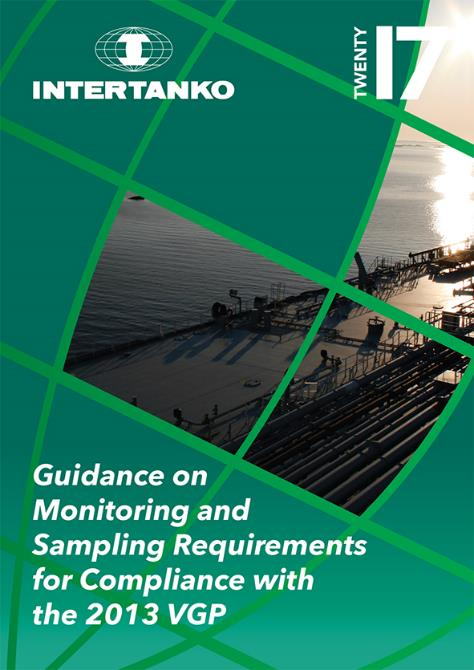 INTERTANKO
TWENTY
17
Guidance on
Monitoring and
Sampling Requirements
for Compliance with
the 2013 VGP